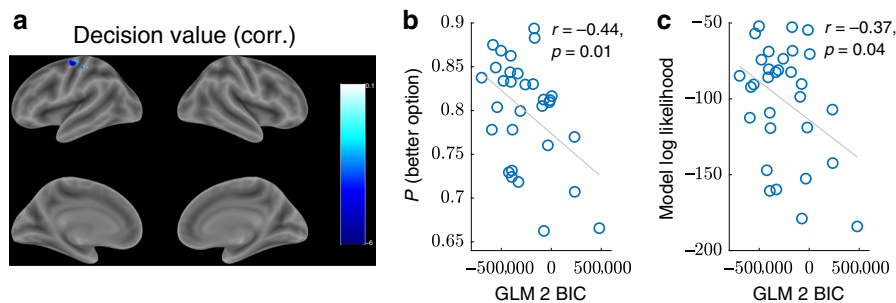 a
Decision value (corr.)
0.1
−6
b
r = −0.44,
p = 0.01
0.9
0.85
0.8
0.75
0.7
0.65
P (better option)
−500,000
0
500,000
GLM 2 BIC
c
r = −0.37,
p = 0.04
−50
−100
−150
−200
Model log likelihood
−500,000
0
500,000
GLM 2 BIC